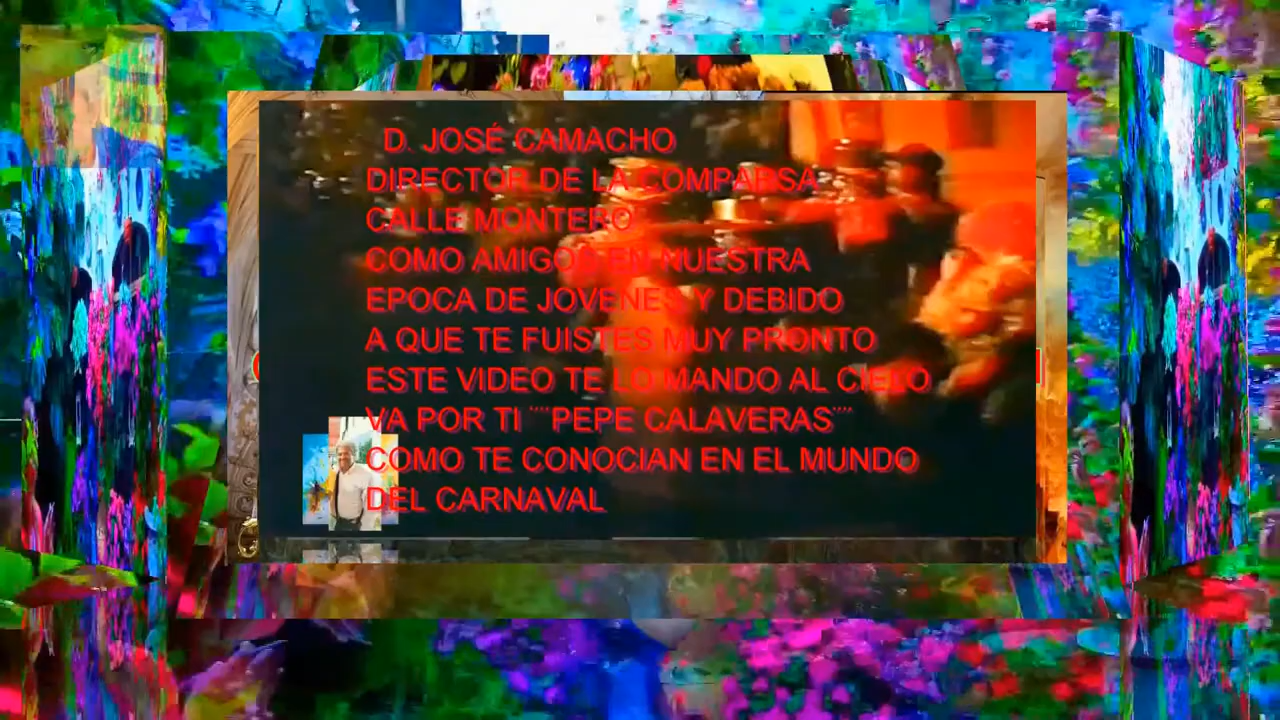 D. JOSÉ CAMACHO
DIRECTOR DE LA COMPARSA
CALLE MONTERO
COMO AMIGOS EN NUESTRA
EPOCA DE JOVENES Y DEBIDO
A QUE TE FUISTES MUY PRONTO
ESTE VIDEO TE LO MANDO AL CIELO
VA POR TI ¨¨PEPE CALAVERAS¨¨
COMO TE CONOCIAN EN EL MUNDO
DEL CARNAVAL